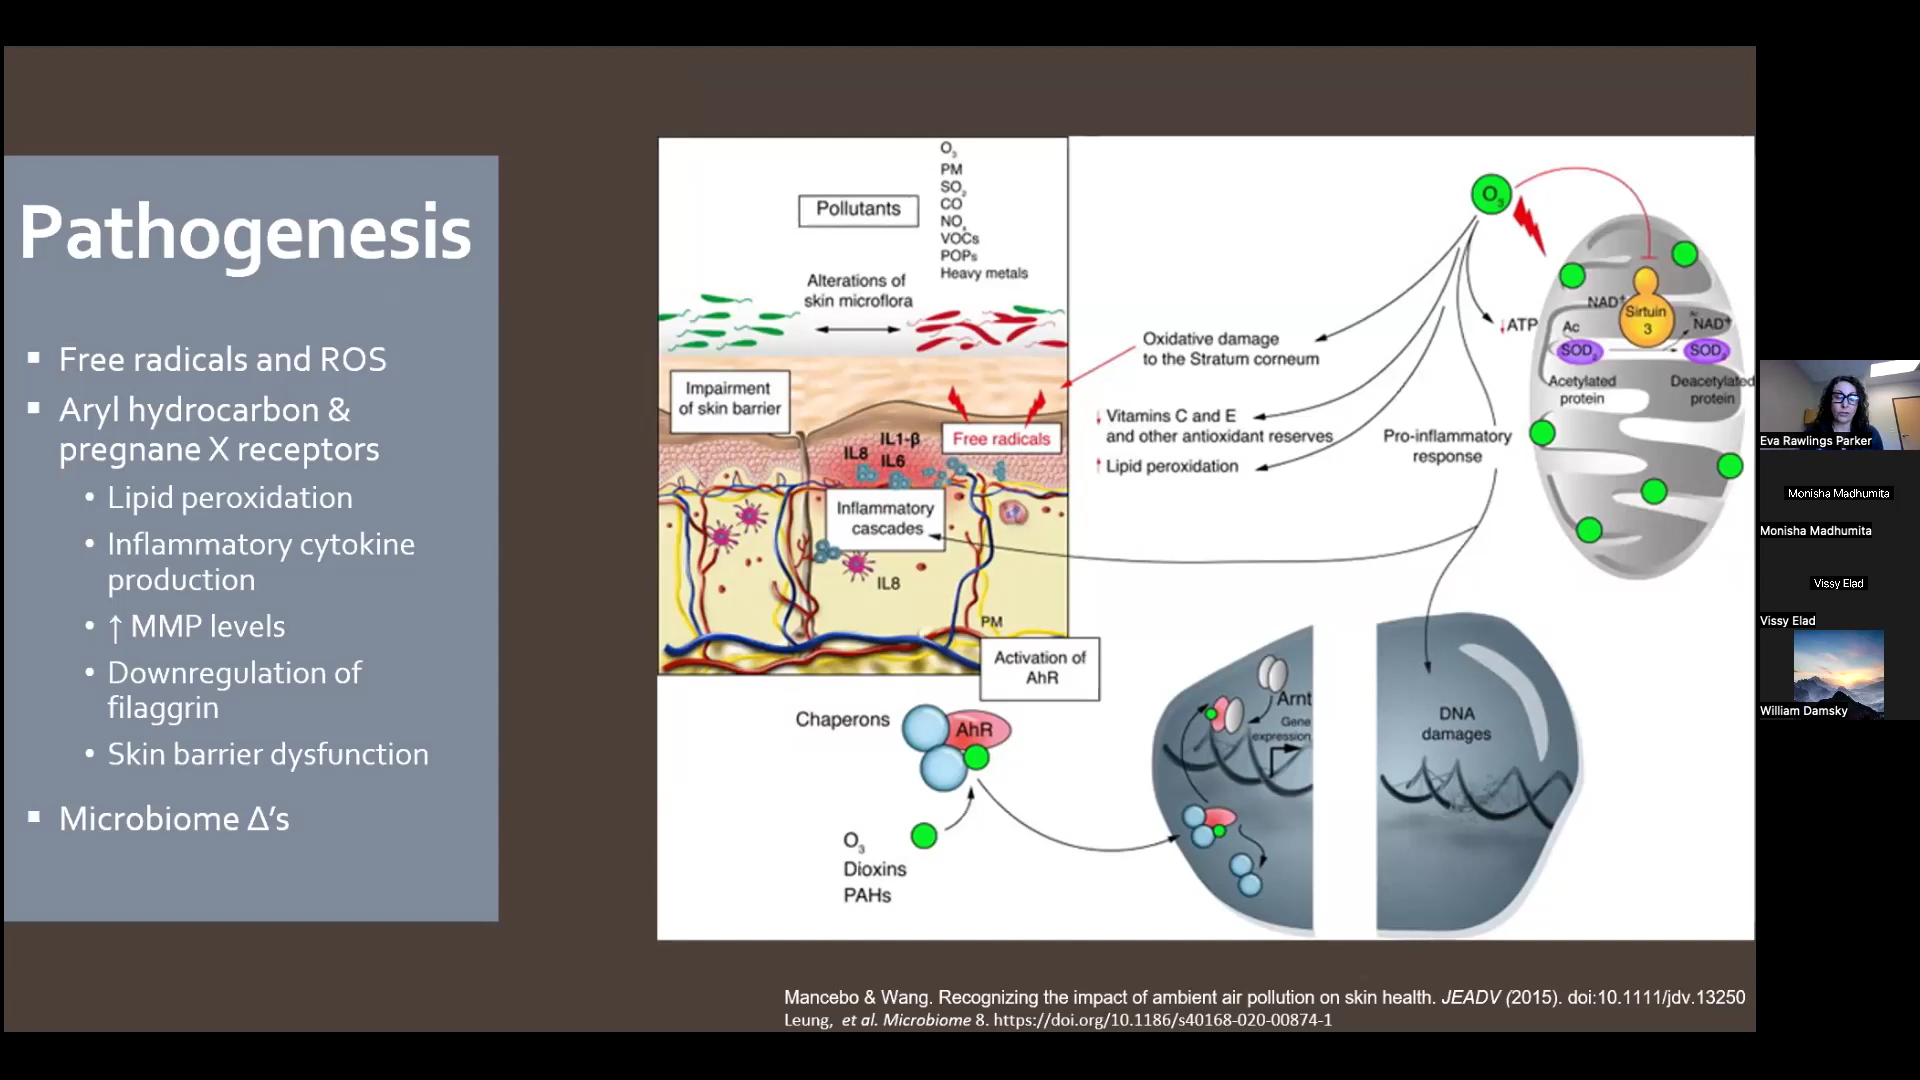 Pathogenesis
Free radicals and ROS
Aryl hydrocarbon &
pregnane X receptors
Lipid peroxidation
Inflammatory cytokine
production
↑ MMP levels
Downregulation of
filaggrin
Skin barrier dysfunction
Microbiome Δ's
Pollutants
O3
PM
SO2
CO
NOx
VOCs
POPs
Heavy metals
Alterations of
skin microflora
Impairment
of skin barrier
Free radicals
IL1-β
IL8
IL6
Inflammatory
cascades
IL8
PM
Activation of
AhR
Oxidative damage
to the Stratum corneum
↓ Vitamins C and E
and other antioxidant reserves
↑ Lipid peroxidation
Pro-inflammatory
response
O3
↓ATP
NAD+
Sirtuin
3
Ac
NAD+
Ac
SOD2
SOD2
Acetylated
protein
Deacetylated
protein
Chaperons
AhR
O3
Dioxins
PAHs
Arnt
Gene
expression
DNA
damages
Mancebo & Wang. Recognizing the impact of ambient air pollution on skin health. JEADV (2015). doi:10.1111/jdv.13250
Leung, et al. Microbiome 8. https://doi.org/10.1186/s40168-020-00874-1
Eva Rawlings Parker
Monisha Madhumita
Monisha Madhumita
Vissy Elad
Vissy Elad
William Damsky